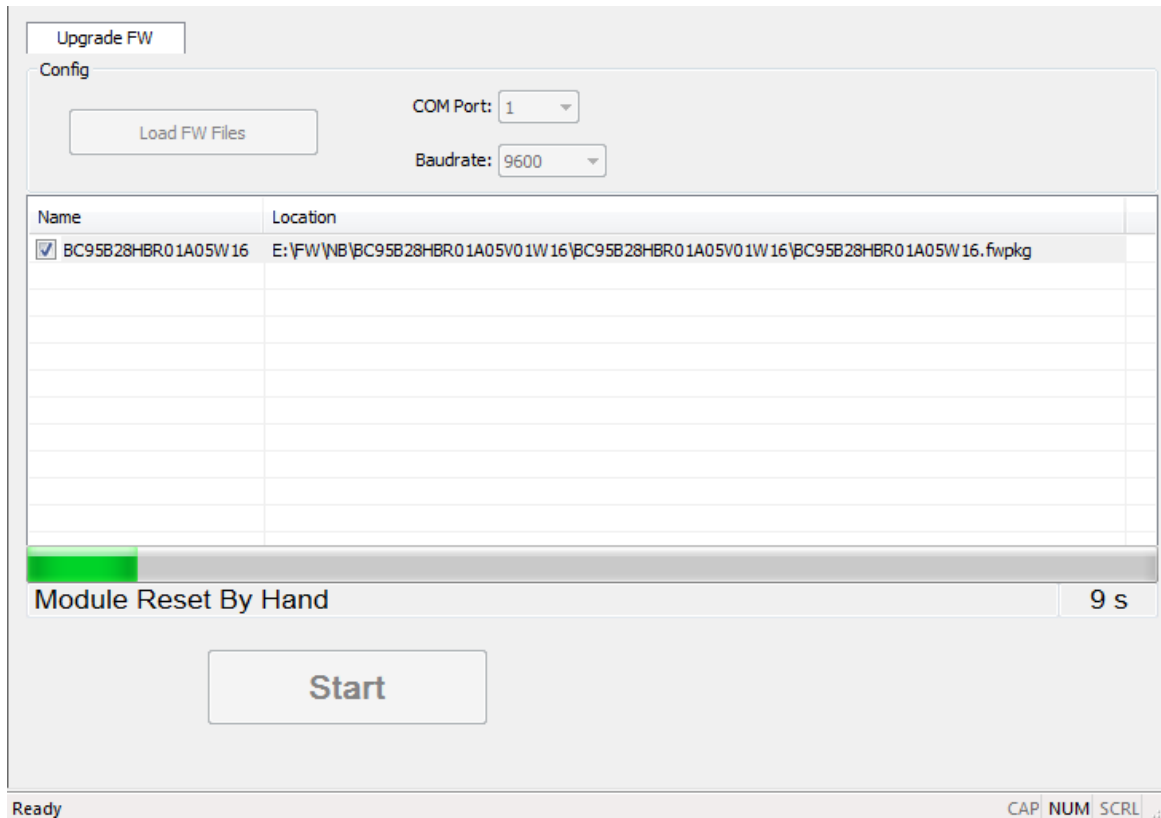 Upgrade FW
Config
Load FW Files
COM Port: 1
Baudrate: 9600
Name Location
BC95B28HBR01A05W16 E:\FW\NB\BC95B28HBR01A05V01W16\BC95B28HBR01A05V01W16\BC95B28HBR01A05W16.fwpkg
Module Reset By Hand 9 s
Start
Ready CAP NUM SCRL